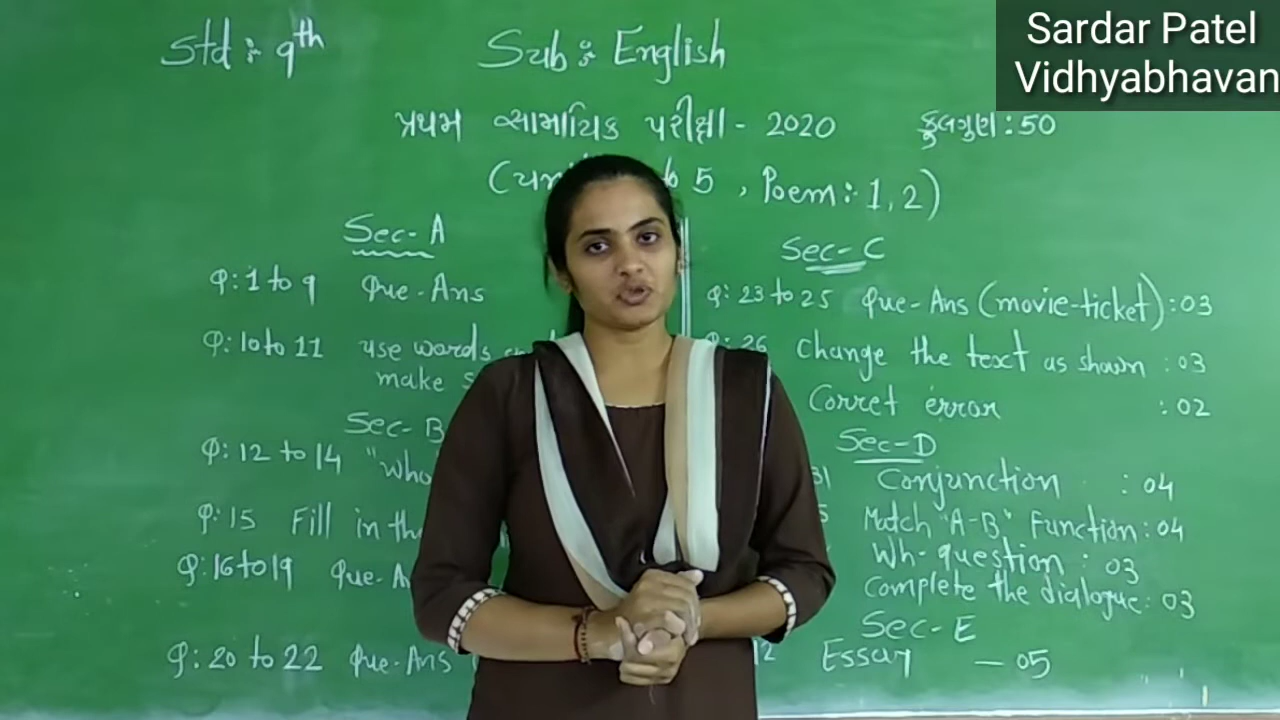 Sardar Patel
Vidhyabhavan
Std : 9th
Sub : English
પ્રથમ સામાયિક પરીક્ષા - 2020
કુલગુણ : 50
5 , Poem : 1, 2)
Sec-A
Q: 1 to 9 Que-Ans
Q: 10 to 11 use words
make
Sec-B
Q: 12 to 14 "Who
Q: 15 Fill in the
Q: 16 to 19 Que-A
Q: 20 to 22 Que-Ans
Sec-C
Q: 23 to 25 Que-Ans (movie-ticket) : 03
Q: 26 Change the text as shown : 03
Corret error : 02
Sec-D
31 Conjunction : 04
Match "A-B" Function : 04
Wh-question : 03
Complete the dialogue : 03
Sec-E
Essay - 05